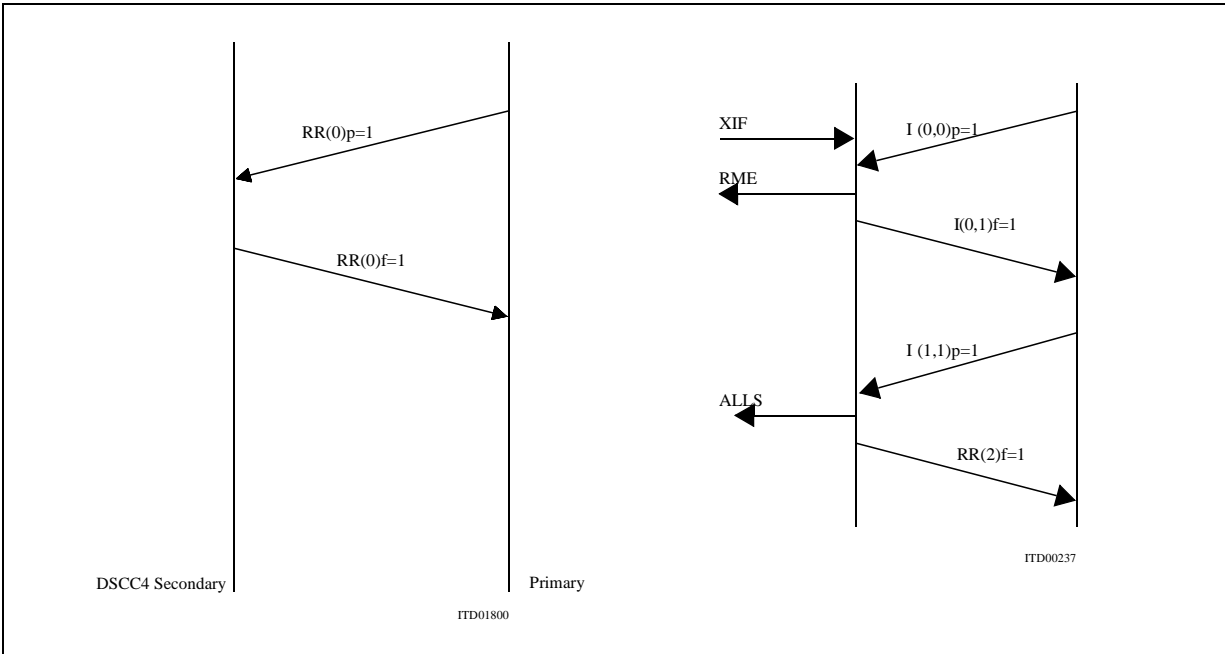 RR(0)p=1
RR(0)f=1
DSCC4 Secondary
Primary
ITD01800
XIF
I (0,0)p=1
RME
I(0,1)f=1
I (1,1)p=1
ALLS
RR(2)f=1
ITD00237